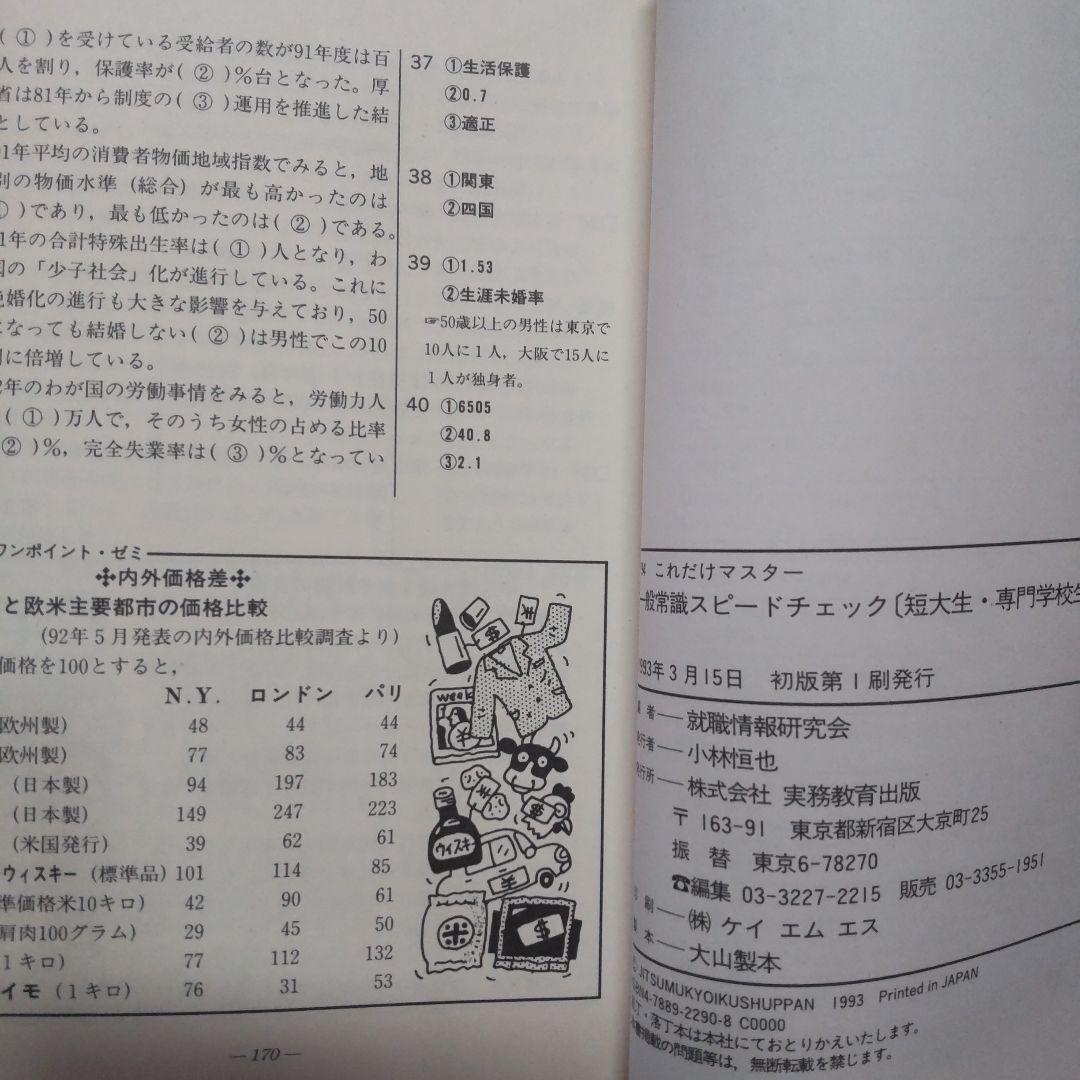 ( ① )を受けている受給者の数が91年度は百
人を割り，保護率が( ② )％台となった。厚
省は81年から制度の( ③ )運用を推進した結
としている。
1年平均の消費者物価地域指数でみると，地
別の物価水準（総合）が最も高かったのは
①）であり，最も低かったのは( ② )である。
1年の合計特殊出生率は( ① )人となり，わ
国の「少子社会」化が進行している。これに
晩婚化の進行も大きな影響を与えており，50
になっても結婚しない( ② )は男性でこの10
間に倍増している。
2年のわが国の労働事情をみると，労働力人
( ① )万人で，そのうち女性の占める比率
② )％，完全失業率は( ③ )％となってい
37 ①生活保護
②0.7
③適正
38 ①関東
②四国
39 ①1.53
②生涯未婚率
☞50歳以上の男性は東京で
10人に１人，大阪で15人に
１人が独身者。
40 ①6505
②40.8
③2.1
ワンポイント・ゼミ
内外価格差
と欧米主要都市の価格比較
(92年５月発表の内外価格比較調査より)
価格を100とすると，
N.Y. ロンドン パリ
欧州製) 48 44 44
欧州製) 77 83 74
(日本製) 94 197 183
(日本製) 149 247 223
(米国発行) 39 62 61
ウィスキー (標準品) 101 114 85
準価格米10キロ) 42 90 61
肩肉100グラム) 29 45 50
1キロ) 77 112 132
イモ (1キロ) 76 31 53
week
ウィスキー
米
—170—
これだけマスター
一般常識スピードチェック〔短大生・専門学校生
1993年３月15日 初版第１刷発行
者— 就職情報研究会
発行者— 小林恒也
発行所— 株式会社 実務教育出版
〒163-91 東京都新宿区大京町25
振替 東京6-78270
☎編集 03-3227-2215 販売 03-3355-1951
印刷—㈱ ケイ エム エス
製本— 大山製本
© JITSUMUKYOIKUSHUPPAN 1993 Printed in JAPAN
ISBN4-7889-2290-8 C0000
乱丁・落丁本は本社にておとりかえいたします。
本書掲載の問題等は，無断転載を禁じます。